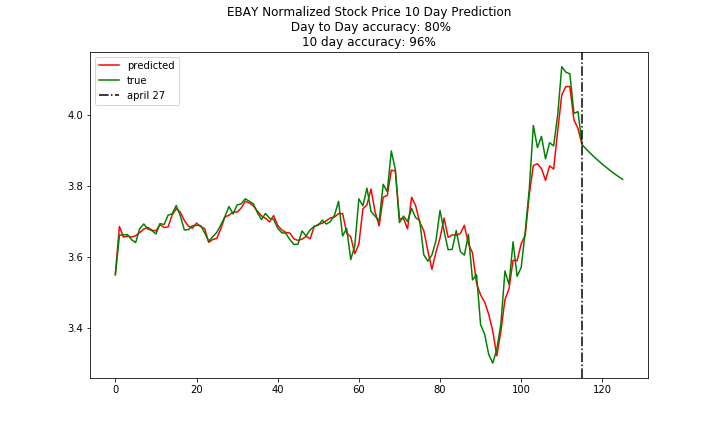 EBAY Normalized Stock Price 10 Day Prediction
Day to Day accuracy: 80%
10 day accuracy: 96%
predicted
true
april 27
4.0
3.8
3.6
3.4
0 20 40 60 80 100 120